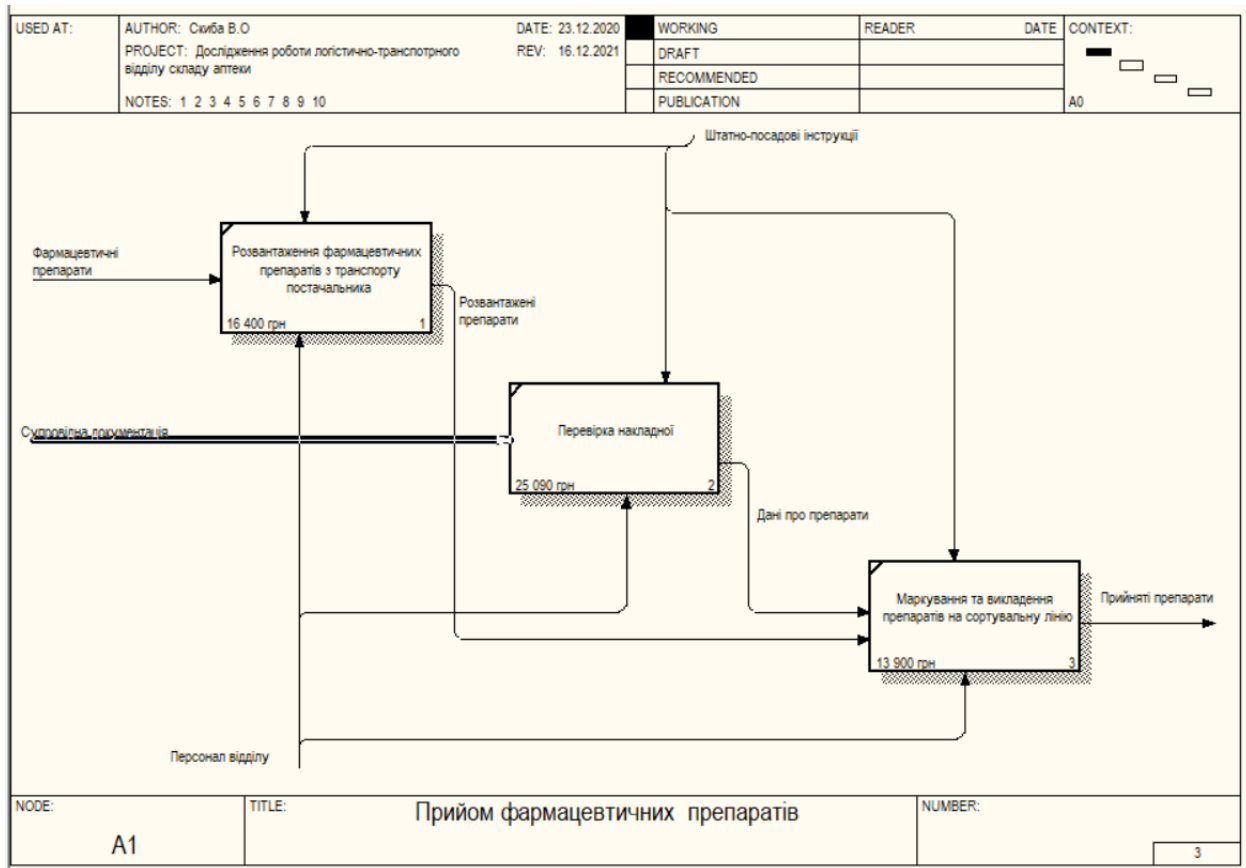 USED AT:
AUTHOR: Скиба В.О
DATE: 23.12.2020
PROJECT: Дослідження роботи логістично-транспотрного
відділу складу аптеки
REV: 16.12.2021
NOTES: 1 2 3 4 5 6 7 8 9 10
WORKING
DRAFT
RECOMMENDED
PUBLICATION
READER
DATE
CONTEXT:
A0
Штатно-посадові інструкції
Фармацевтичні
препарати
Розвантаження фармацевтичних
препаратів з транспорту
постачальника
16 400 грн
1
Розвантажені
препарати
Супровідна документація
Перевірка накладної
25 090 грн
2
Дані про препарати
Маркування та викладення
препаратів на сортувальну лінію
13 900 грн
3
Прийняті препарати
Персонал відділу
NODE:
A1
TITLE:
Прийом фармацевтичних препаратів
NUMBER:
3